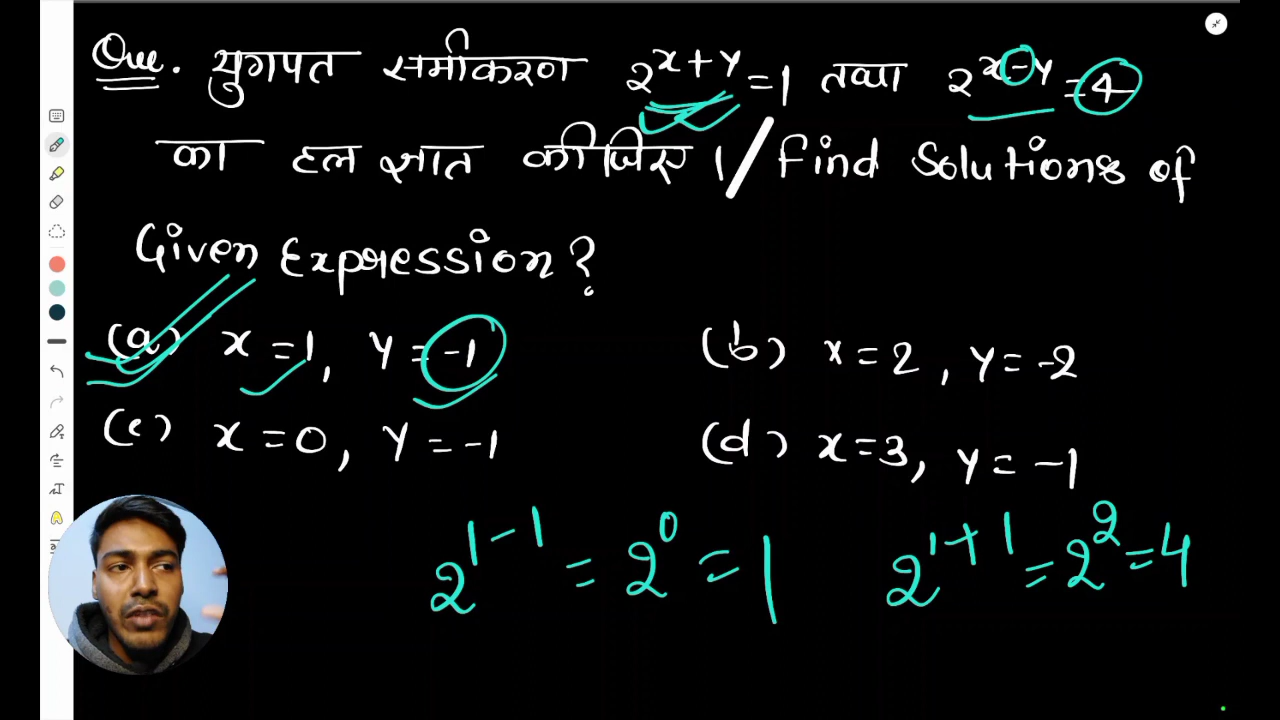 Que. युगपत समीकरण 2^{x+y} = 1 तथा 2^{x-y} = 4
का हल ज्ञात कीजिए । / Find Solutions of
Given Expression?
(a) x = 1, y = -1 (b) x = 2, y = -2
(c) x = 0, y = -1 (d) x = 3, y = -1
2^{1-1} = 2^0 = 1 2^{1+1} = 2^2 = 4